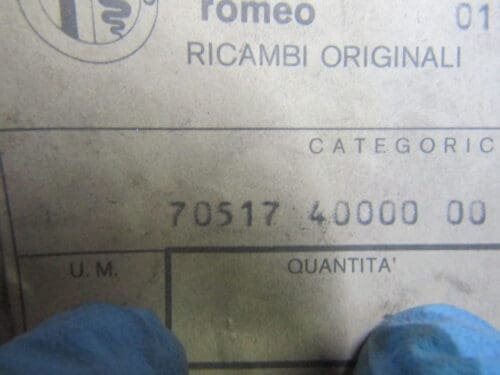 romeo 01
RICAMBI ORIGINALI
CATEGORIC
70517 40000 00
U.M. QUANTITA'